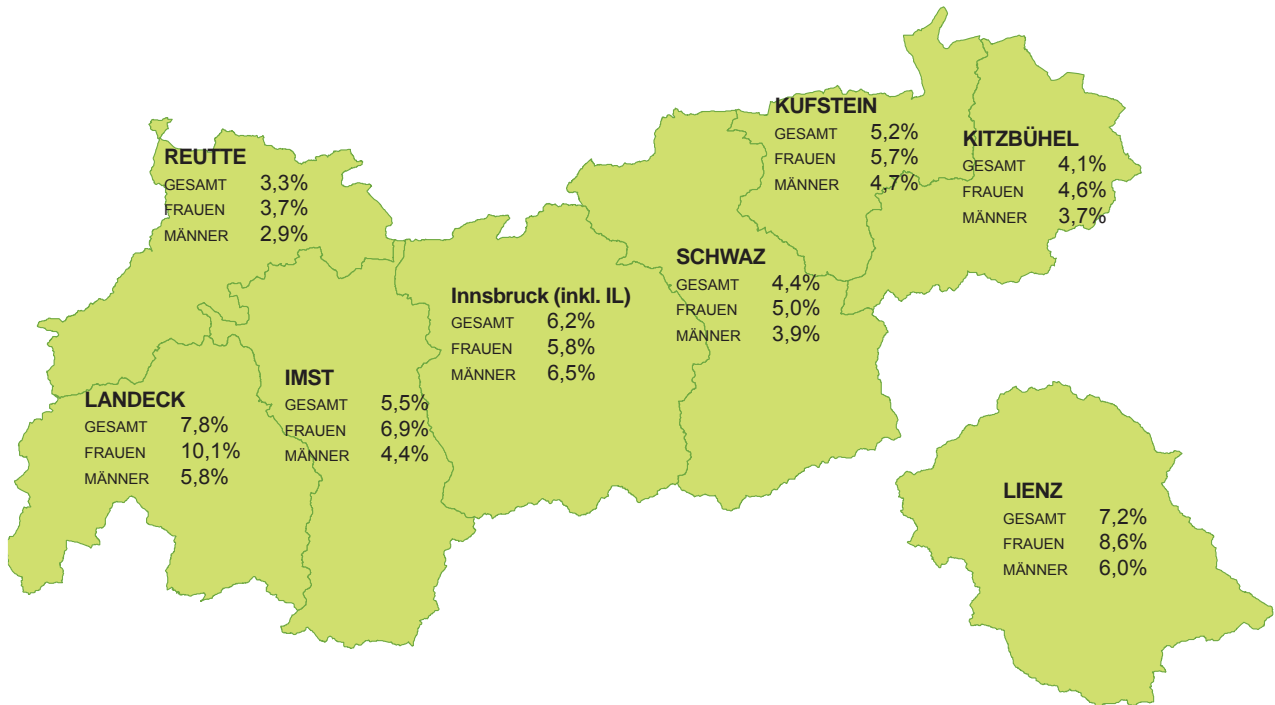 KUFSTEIN
GESAMT 5,2%
FRAUEN 5,7%
MÄNNER 4,7%
KITZBÜHEL
GESAMT 4,1%
FRAUEN 4,6%
MÄNNER 3,7%
REUTTE
GESAMT 3,3%
FRAUEN 3,7%
MÄNNER 2,9%
SCHWAZ
GESAMT 4,4%
FRAUEN 5,0%
MÄNNER 3,9%
Innsbruck (inkl. IL)
GESAMT 6,2%
FRAUEN 5,8%
MÄNNER 6,5%
IMST
GESAMT 5,5%
FRAUEN 6,9%
MÄNNER 4,4%
LANDECK
GESAMT 7,8%
FRAUEN 10,1%
MÄNNER 5,8%
LIENZ
GESAMT 7,2%
FRAUEN 8,6%
MÄNNER 6,0%